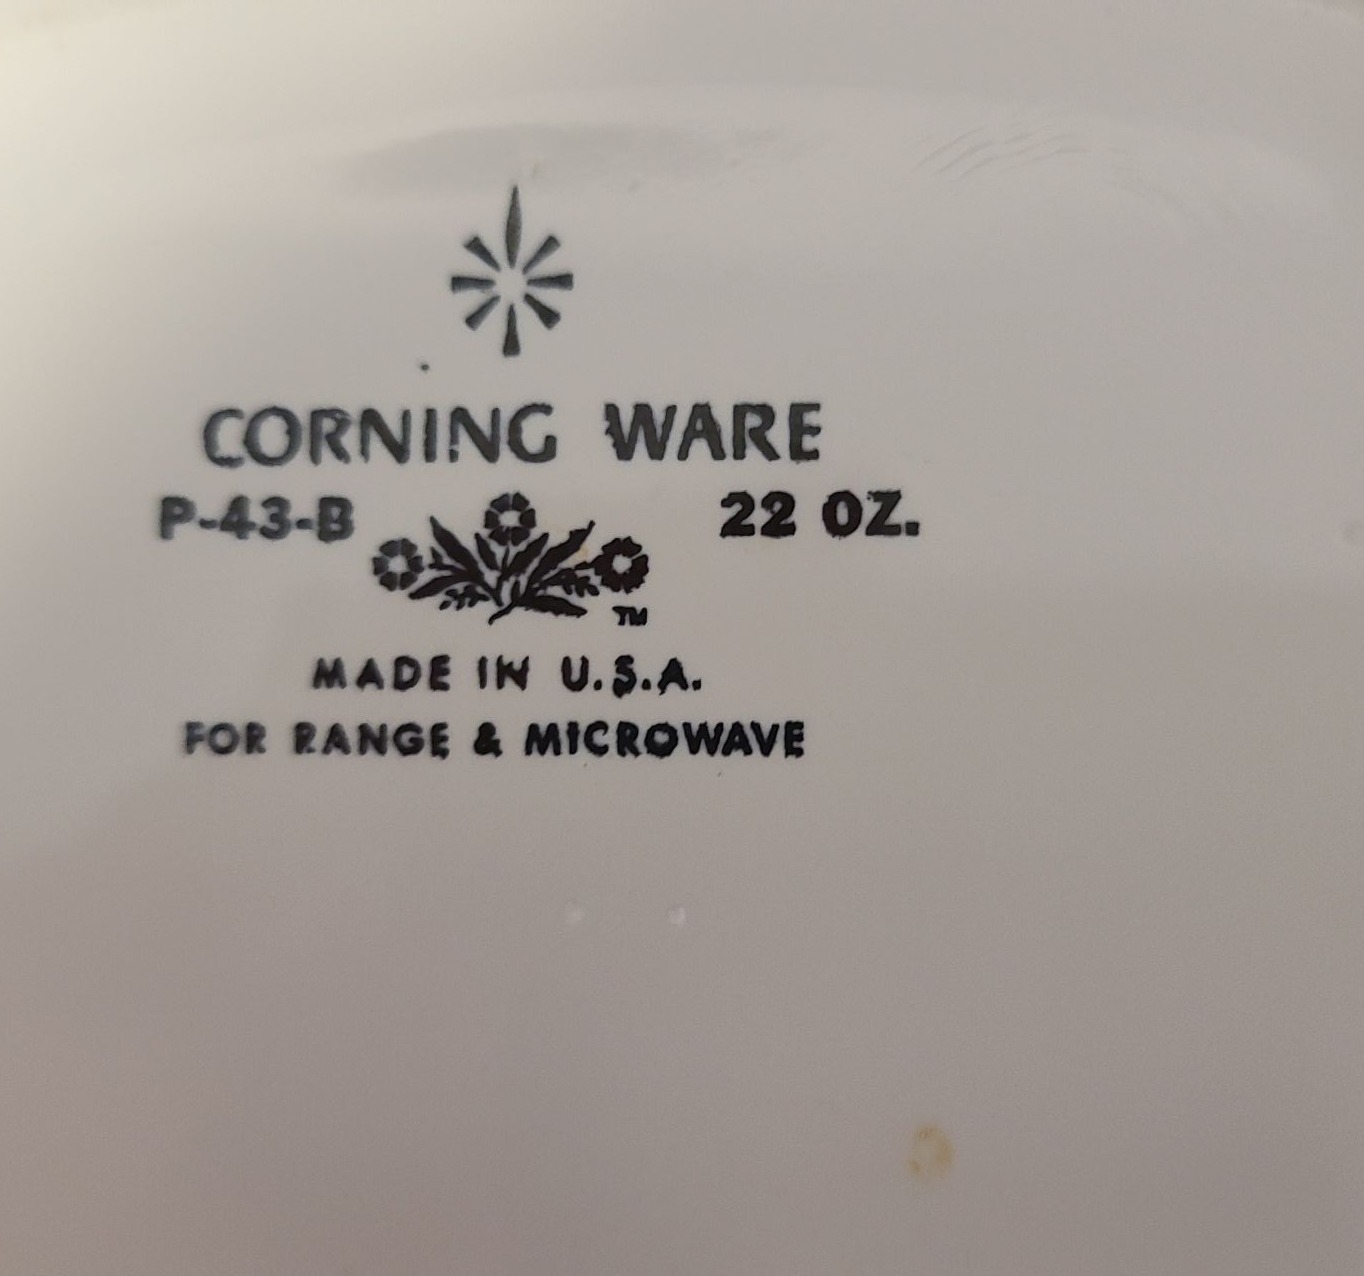 CORNING WARE
P-43-B 22 OZ.
TM
MADE IN U.S.A.
FOR RANGE & MICROWAVE